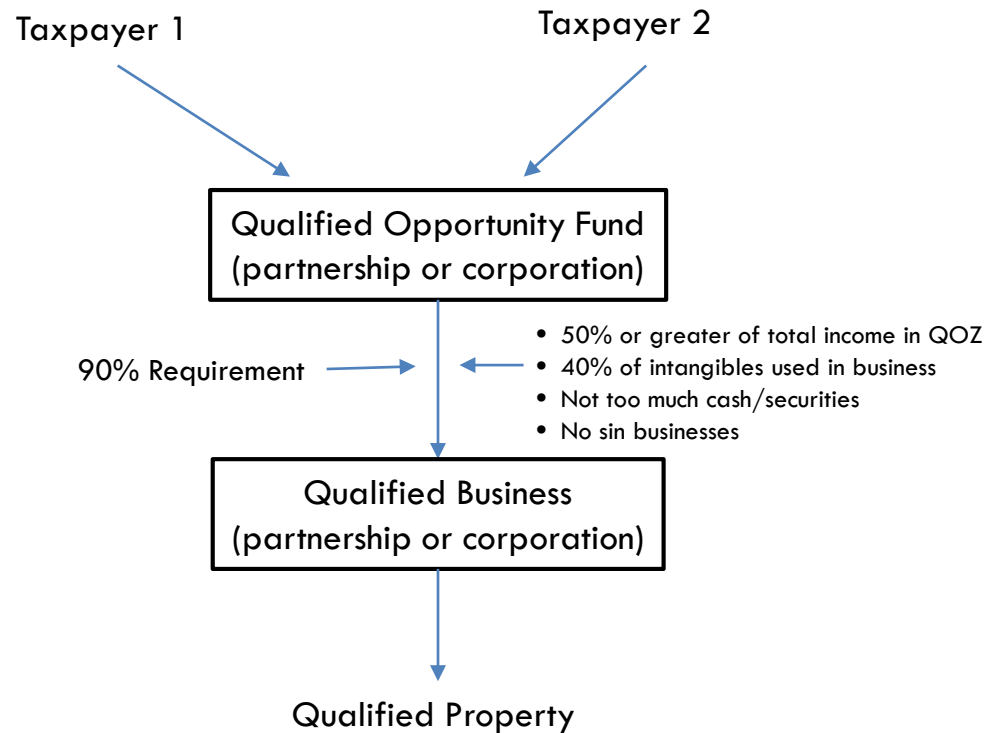 Taxpayer 1
Taxpayer 2
Qualified Opportunity Fund
(partnership or corporation)
90% Requirement
• 50% or greater of total income in QOZ
• 40% of intangibles used in business
• Not too much cash/securities
• No sin businesses
Qualified Business
(partnership or corporation)
Qualified Property